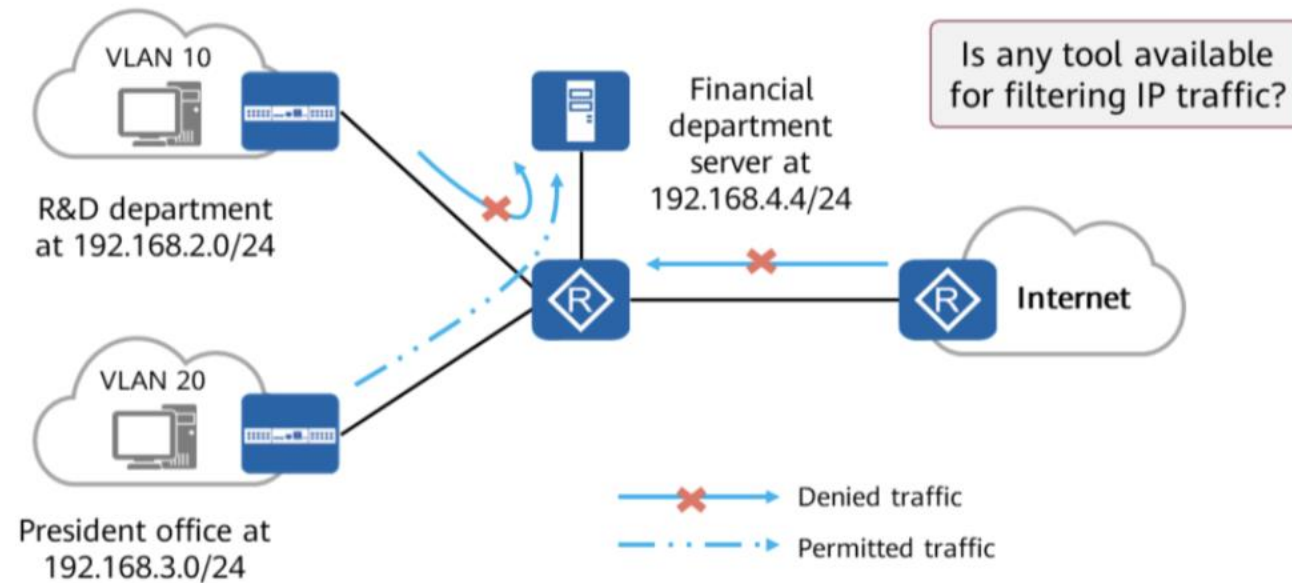 VLAN 10
R&D department
at 192.168.2.0/24
Financial
department
server at
192.168.4.4/24
Is any tool available
for filtering IP traffic?
R
R
Internet
VLAN 20
President office at
192.168.3.0/24
Denied traffic
Permitted traffic